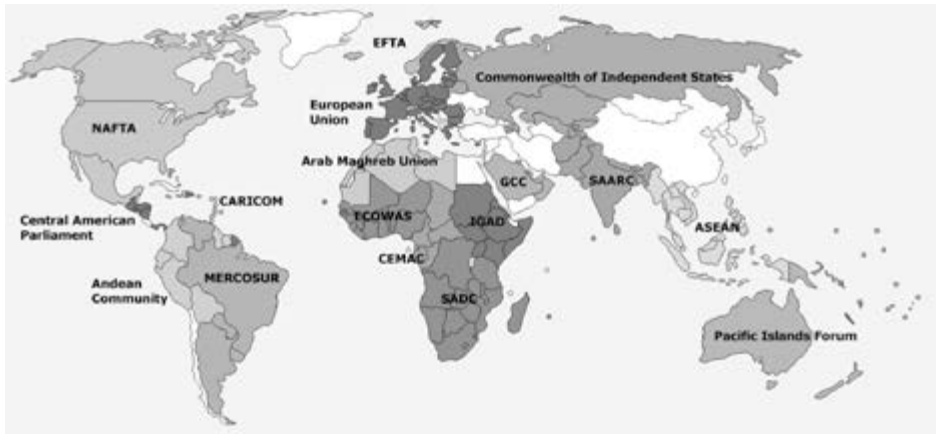 EFTA
Commonwealth of Independent States
European
Union
NAFTA
Arab Maghreb Union
GCC
SAARC
CARICOM
ECOWAS
IGAD
Central American
Parliament
ASEAN
CEMAC
Andean
Community
MERCOSUR
SADC
Pacific Islands Forum